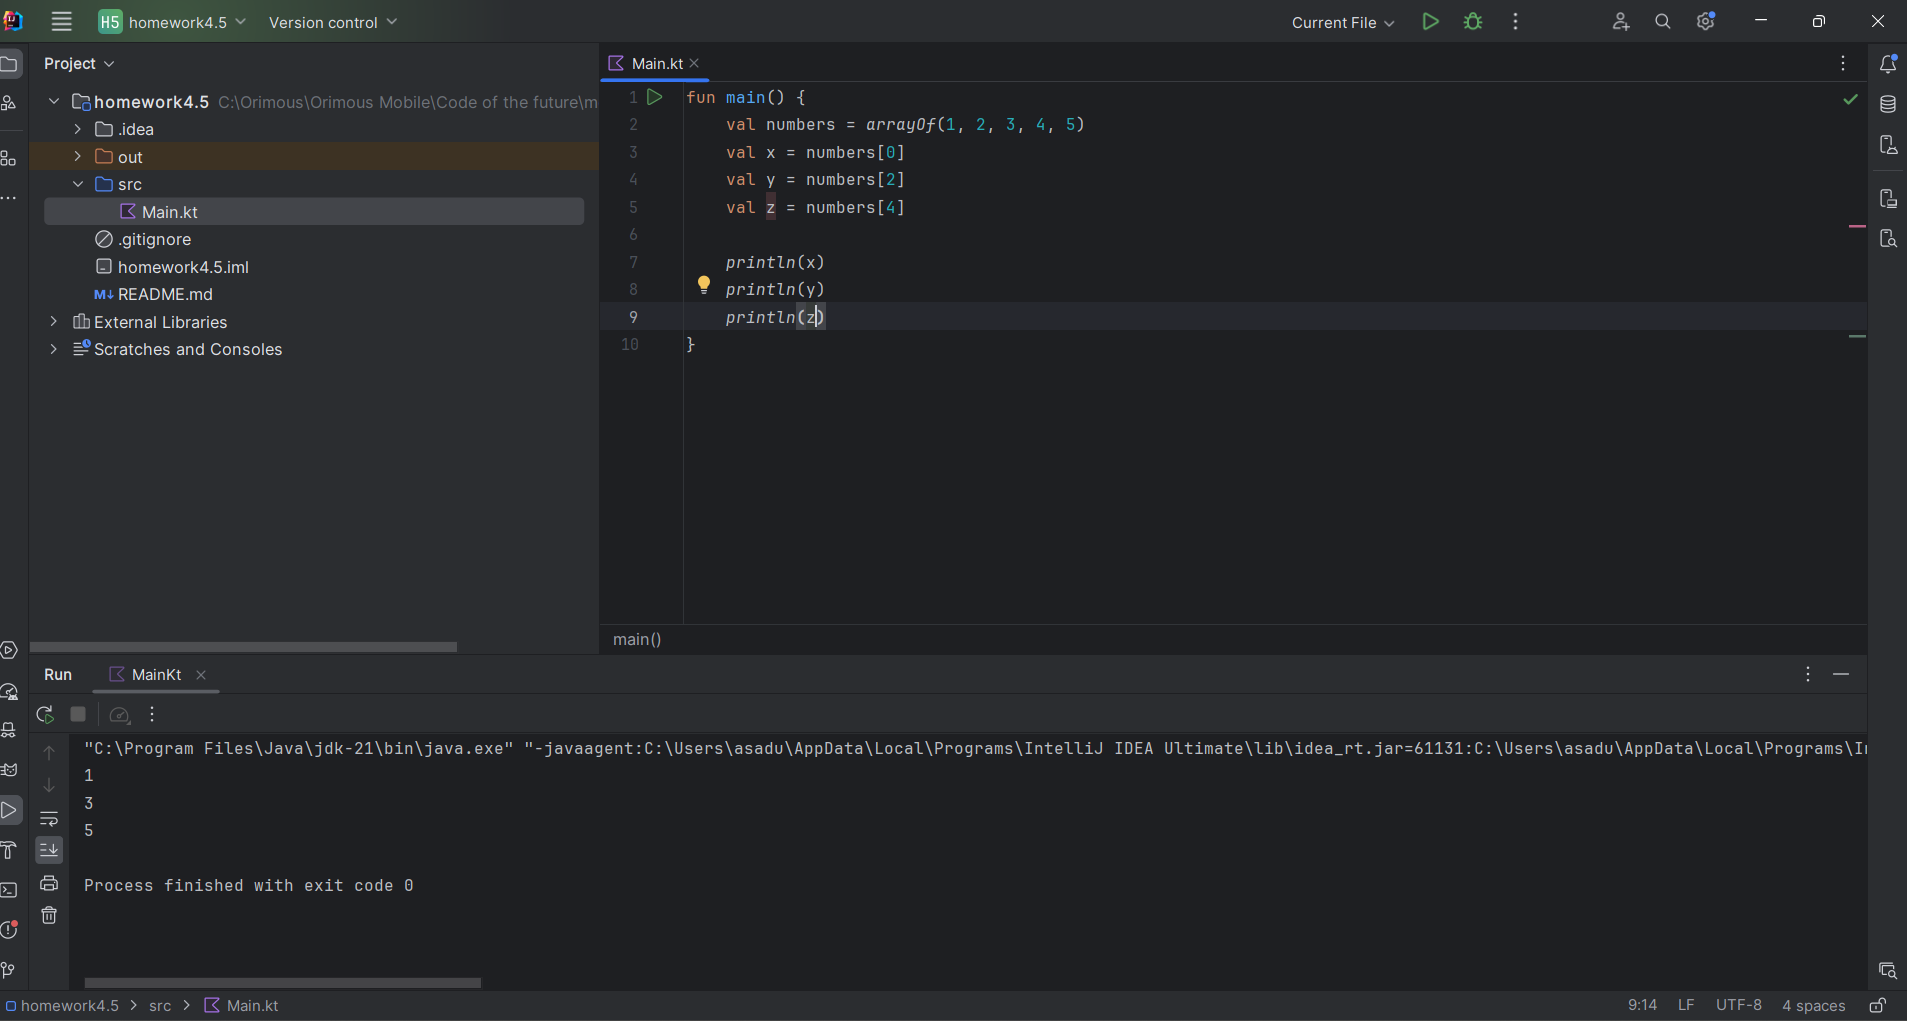 H5 homework4.5 Version control Current File
Project
homework4.5 C:\Orimous\Orimous Mobile\Code of the future\m
.idea
out
src
Main.kt
.gitignore
homework4.5.iml
M↓ README.md
External Libraries
Scratches and Consoles
Main.kt
1 fun main() {
2 val numbers = arrayOf(1, 2, 3, 4, 5)
3 val x = numbers[0]
4 val y = numbers[2]
5 val z = numbers[4]
6
7 println(x)
8 println(y)
9 println(z)
10 }
main()
Run MainKt
"C:\Program Files\Java\jdk-21\bin\java.exe" "-javaagent:C:\Users\asadu\AppData\Local\Programs\IntelliJ IDEA Ultimate\lib\idea_rt.jar=61131:C:\Users\asadu\AppData\Local\Programs\I
1
3
5
Process finished with exit code 0
homework4.5 > src > Main.kt 9:14 LF UTF-8 4 spaces